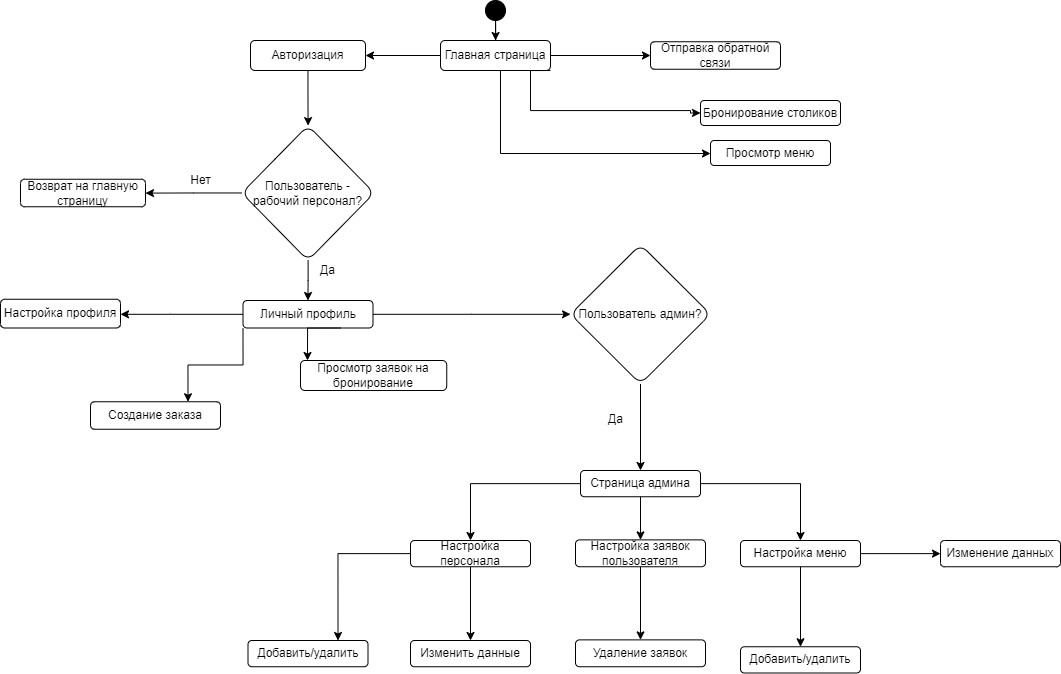 Авторизация
Главная страница
Отправка обратной
связи
Бронирование столиков
Просмотр меню
Нет
Возврат на главную
страницу
Пользователь -
рабочий персонал?
Да
Настройка профиля
Личный профиль
Пользователь админ?
Просмотр заявок на
бронирование
Создание заказа
Да
Страница админа
Настройка
персонала
Настройка заявок
пользователя
Настройка меню
Изменение данных
Добавить/удалить
Изменить данные
Удаление заявок
Добавить/удалить